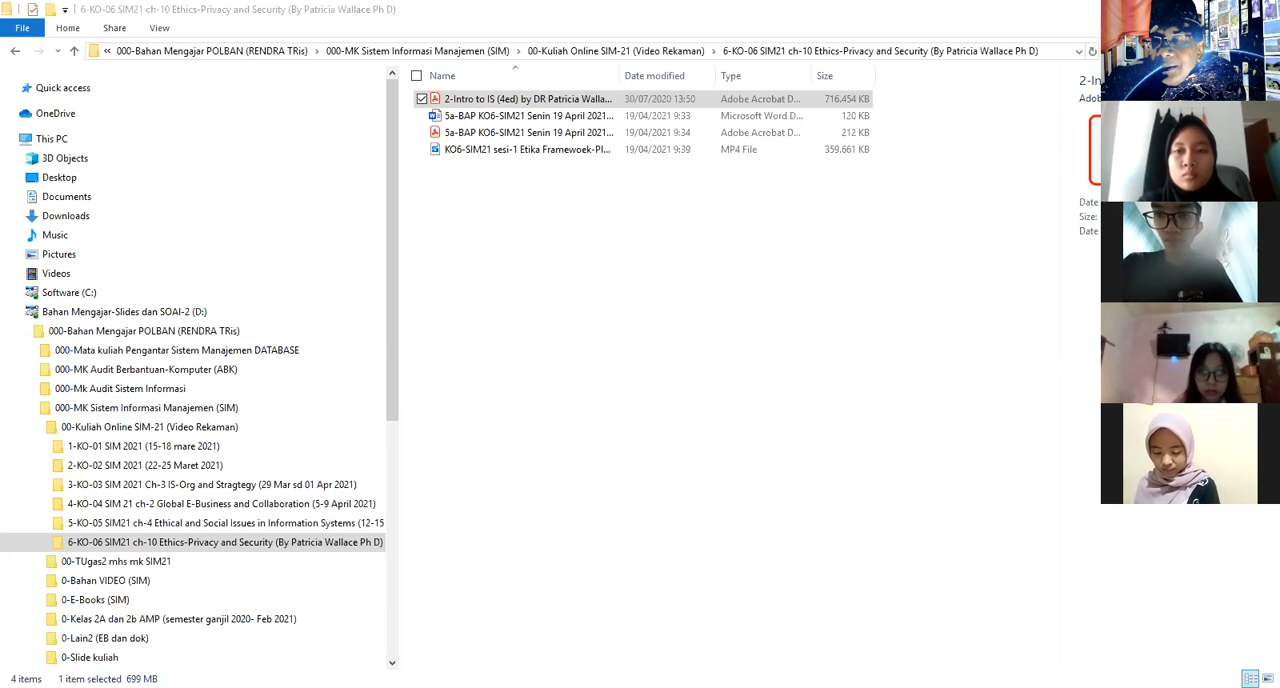 6-KO-06 SIM21 ch-10 Ethics-Privacy and Security (By Patricia Wallace Ph D)
File Home Share View
« 000-Bahan Mengajar POLBAN (RENDRA TRis) > 000-MK Sistem Informasi Manajemen (SIM) > 00-Kuliah Online SIM-21 (Video Rekaman) > 6-KO-06 SIM21 ch-10 Ethics-Privacy and Security (By Patricia Wallace Ph D)
Name Date modified Type Size
2-Intro to IS (4ed) by DR Patricia Walla... 30/07/2020 13:50 Adobe Acrobat D... 716.454 KB
5a-BAP KO6-SIM21 Senin 19 April 2021... 19/04/2021 9:33 Microsoft Word D... 120 KB
5a-BAP KO6-SIM21 Senin 19 April 2021... 19/04/2021 9:34 Adobe Acrobat D... 212 KB
KO6-SIM21 sesi-1 Etika Framewoek-Pl... 19/04/2021 9:39 MP4 File 359.661 KB
Quick access
OneDrive
This PC
3D Objects
Desktop
Documents
Downloads
Music
Pictures
Videos
Software (C:)
Bahan Mengajar-Slides dan SOAl-2 (D:)
000-Bahan Mengajar POLBAN (RENDRA TRis)
000-Mata kuliah Pengantar Sistem Manajemen DATABASE
000-MK Audit Berbantuan-Komputer (ABK)
000-Mk Audit Sistem Informasi
000-MK Sistem Informasi Manajemen (SIM)
00-Kuliah Online SIM-21 (Video Rekaman)
1-KO-01 SIM 2021 (15-18 mare 2021)
2-KO-02 SIM 2021 (22-25 Maret 2021)
3-KO-03 SIM 2021 Ch-3 IS-Org and Stragtegy (29 Mar sd 01 Apr 2021)
4-KO-04 SIM 21 ch-2 Global E-Business and Collaboration (5-9 April 2021)
5-KO-05 SIM21 ch-4 Ethical and Social Issues in Information Systems (12-15
6-KO-06 SIM21 ch-10 Ethics-Privacy and Security (By Patricia Wallace Ph D)
00-TUgas2 mhs mk SIM21
0-Bahan VIDEO (SIM)
0-E-Books (SIM)
0-Kelas 2A dan 2b AMP (semester ganjil 2020- Feb 2021)
0-Lain2 (EB dan dok)
0-Slide kuliah
2-In
Adob
Date
Size:
Date
4 items 1 item selected 699 MB